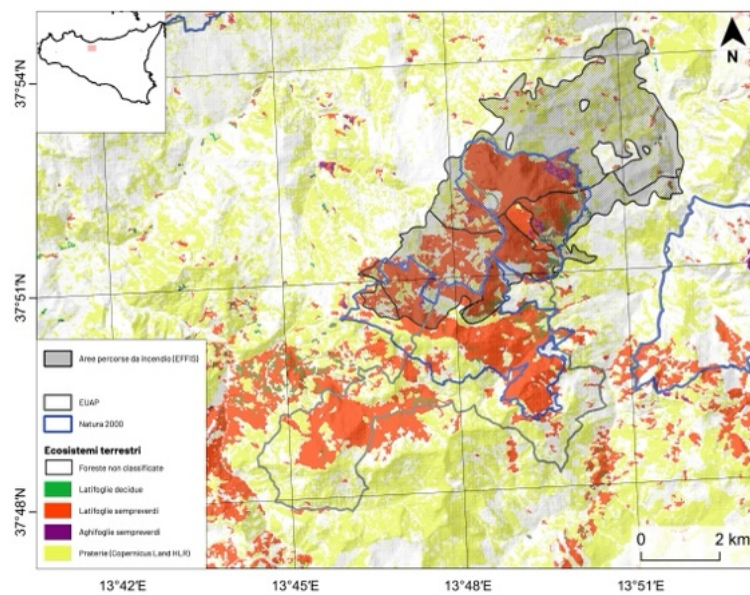 N
37°54'N
37°51'N
37°48'N
Aree percorse da incendio (EFFIS)
EUAP
Natura 2000
Ecosistemi terrestri
Foreste non classificate
Latifoglie decidue
Latifoglie sempreverdi
Aghifoglie sempreverdi
Praterie (Copernicus Land HLR)
0 2 km
13°42'E 13°45'E 13°48'E 13°51'E